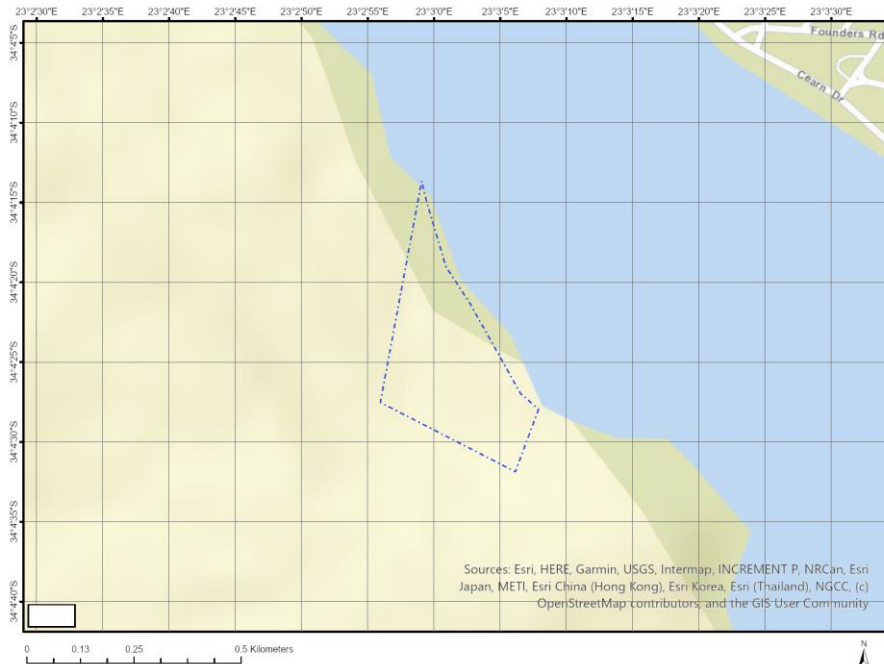 23°2'30"E 23°2'35"E 23°2'40"E 23°2'45"E 23°2'50"E 23°2'55"E 23°3'0"E 23°3'5"E 23°3'10"E 23°3'15"E 23°3'20"E 23°3'25"E 23°3'30"E
Founders Rd
Cearn Dr
34°4'5"S
34°4'10"S
34°4'15"S
34°4'20"S
34°4'25"S
34°4'30"S
34°4'35"S
34°4'40"S
Sources: Esri, HERE, Garmin, USGS, Intermap, INCREMENT P, NRCan, Esri
Japan, METI, Esri China (Hong Kong), Esri Korea, Esri (Thailand), NGCC, (c)
OpenStreetMap contributors, and the GIS User Community
0 0.13 0.25 0.5 Kilometers
N